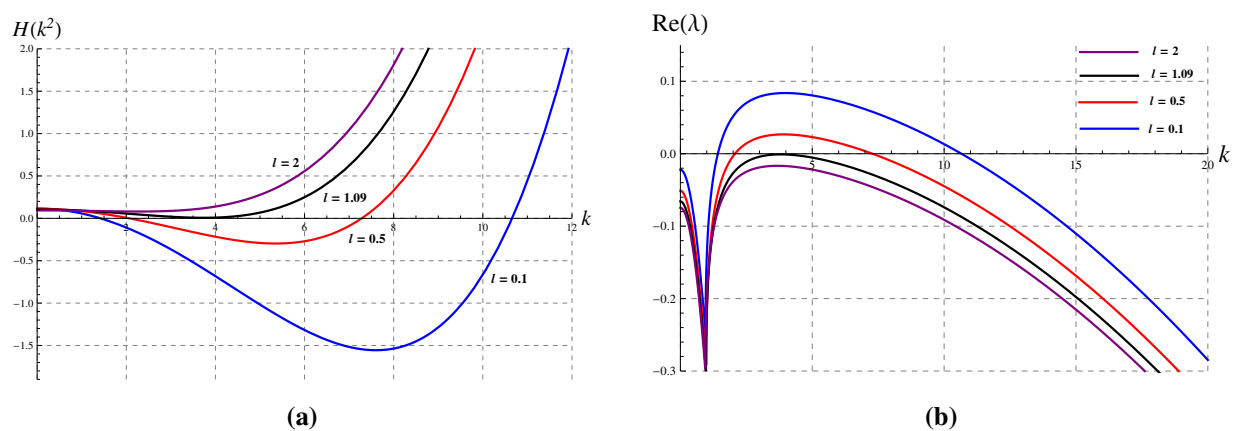 H(k²)
2.0
1.5
1.0
0.5
0.0
−0.5
−1.0
−1.5
2
4
6
8
10
12
k
l = 2
l = 1.09
l = 0.5
l = 0.1
(a)
Re(λ)
0.1
0.0
−0.1
−0.2
−0.3
5
10
15
20
k
l = 2
l = 1.09
l = 0.5
l = 0.1
(b)